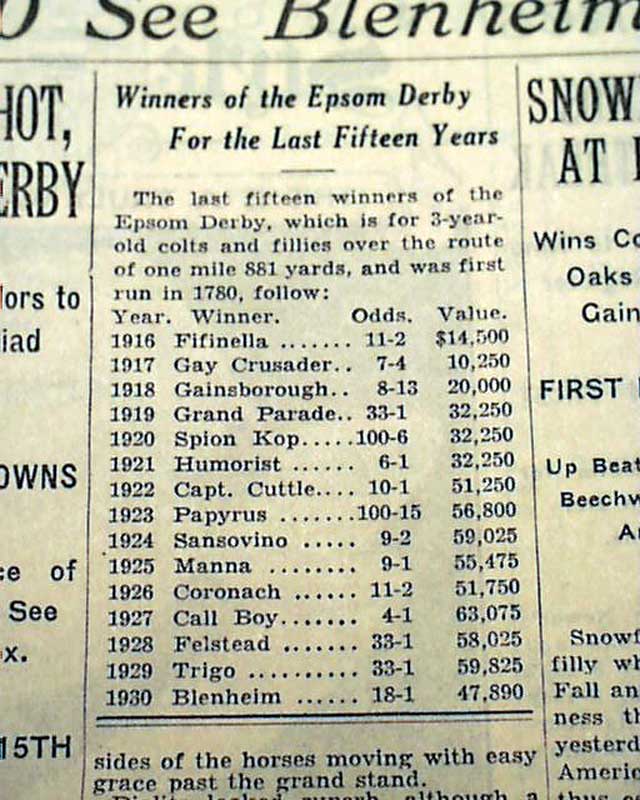 See Blenheim
HOT,
ERBY
lors to
iad
OWNS
ce of
See
x.
15TH
Winners of the Epsom Derby
For the Last Fifteen Years
The last fifteen winners of the
Epsom Derby, which is for 3-year-
old colts and fillies over the route
of one mile 881 yards, and was first
run in 1780, follow:
Year. Winner. Odds. Value.
1916 Fifinella ....... 11-2 $14,500
1917 Gay Crusader.. 7-4 10,250
1918 Gainsborough.. 8-13 20,000
1919 Grand Parade.. 33-1 32,250
1920 Spion Kop.....100-6 32,250
1921 Humorist ...... 6-1 32,250
1922 Capt. Cuttle.... 10-1 51,250
1923 Papyrus .......100-15 56,800
1924 Sansovino ..... 9-2 59,025
1925 Manna ........ 9-1 55,475
1926 Coronach ...... 11-2 51,750
1927 Call Boy....... 4-1 63,075
1928 Felstead ....... 33-1 58,025
1929 Trigo .......... 33-1 59,825
1930 Blenheim ...... 18-1 47,890
sides of the horses moving with easy
grace past the grand stand.
although a
SNOW
AT
Wins Co
Oaks
Gain
FIRST
Up Beat
Beechw
A
Snowf
filly wh
Fall an
ness th
yesterd
Americ
thus